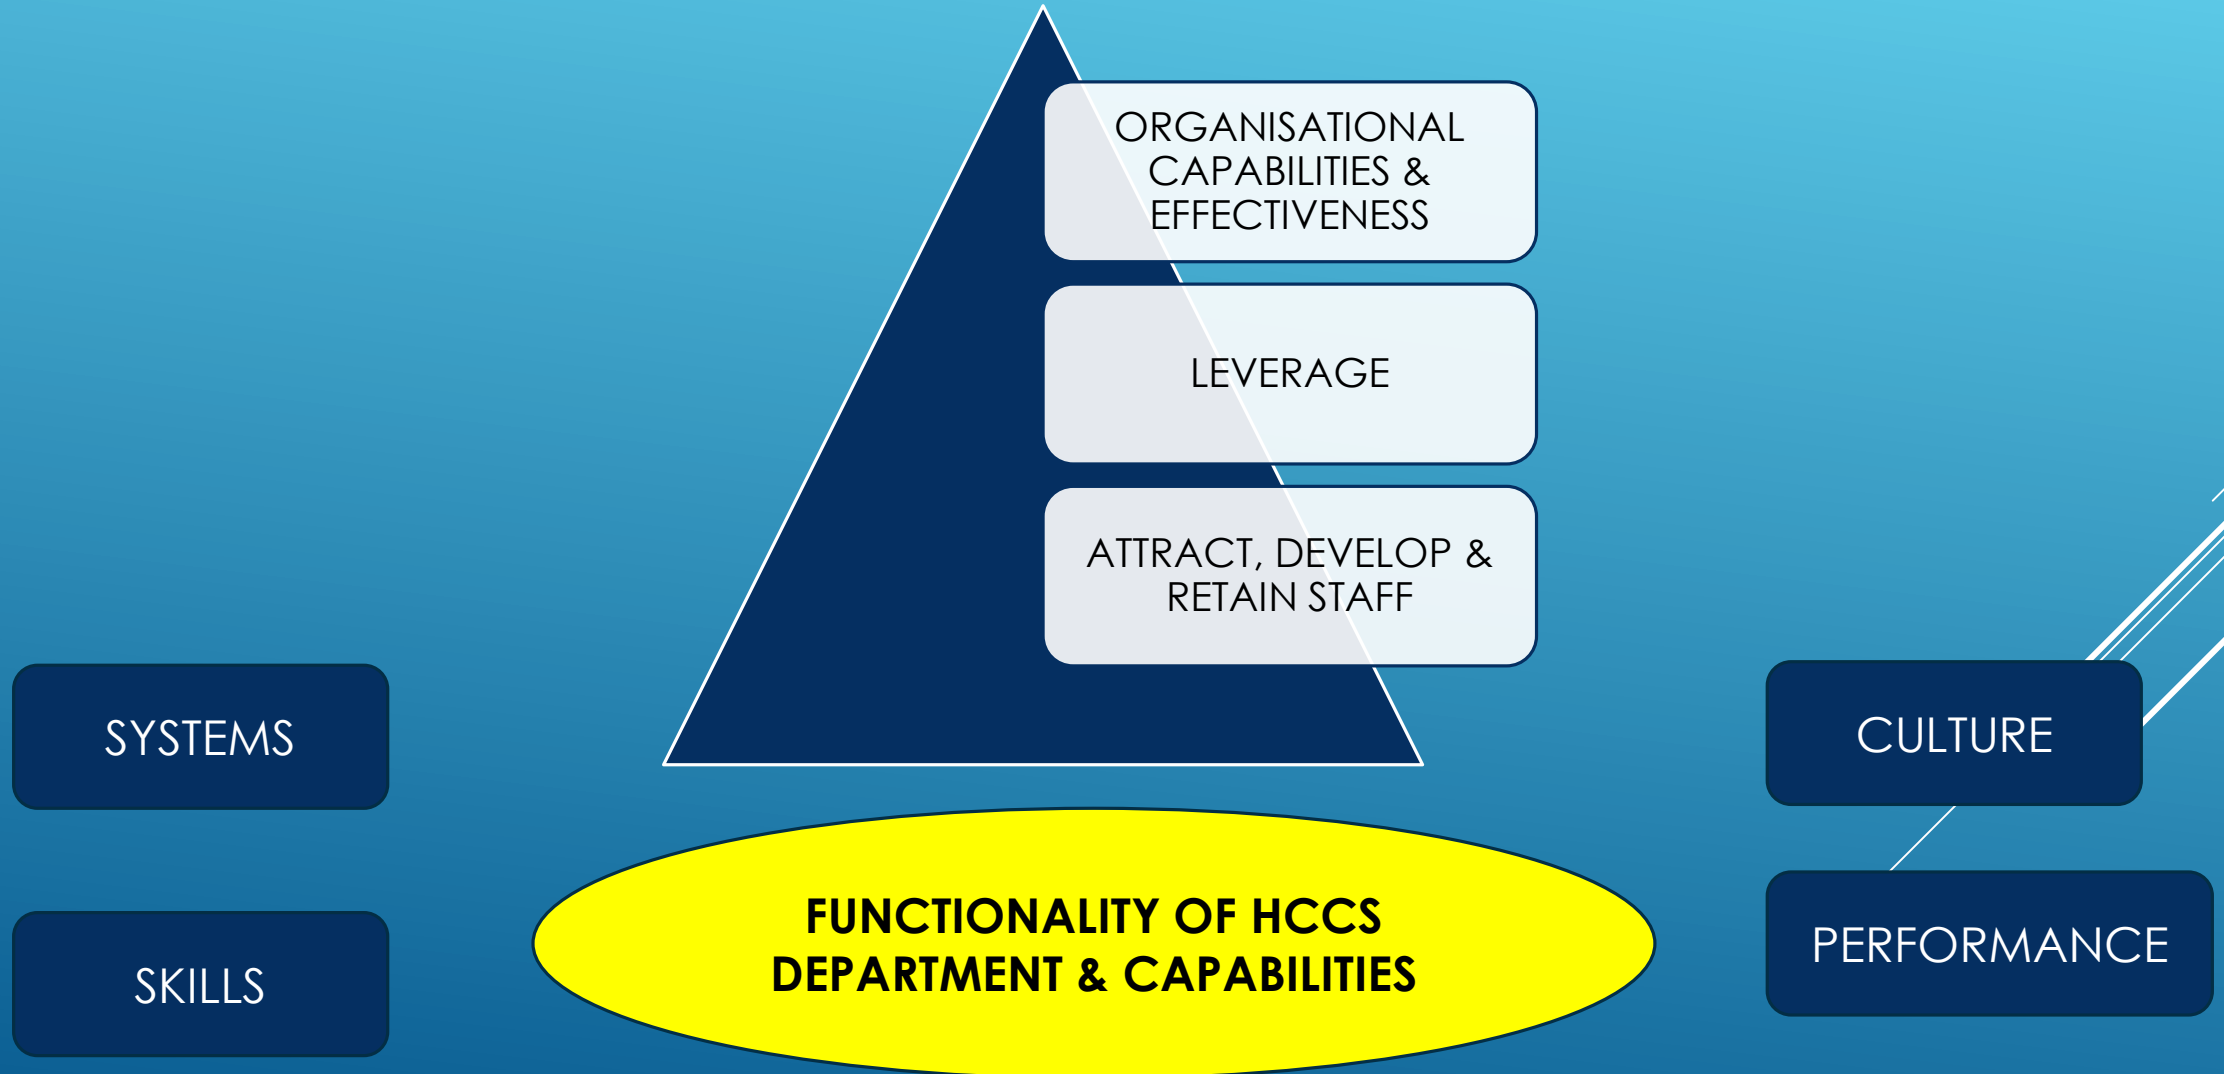 ORGANISATIONAL
CAPABILITIES &
EFFECTIVENESS
LEVERAGE
ATTRACT, DEVELOP &
RETAIN STAFF
SYSTEMS
CULTURE
SKILLS
FUNCTIONALITY OF HCCS
DEPARTMENT & CAPABILITIES
PERFORMANCE